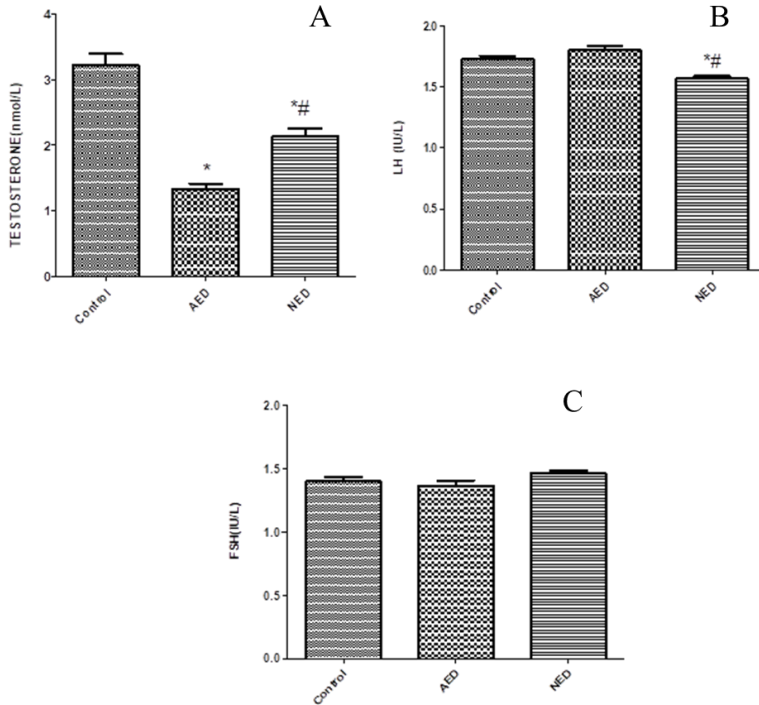 A
TESTOSTERONE(nmol/L)
4
3
2
1
0
*
*#
Control
AED
NED
B
LH (IU/L)
2.0
1.5
1.0
0.5
0.0
*#
Control
AED
NED
C
FSH(IU/L)
2.0
1.5
1.0
0.5
0.0
Control
AED
NED